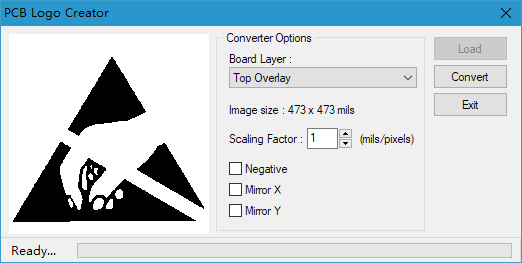 PCB Logo Creator
Converter Options
Board Layer :
Top Overlay
Image size : 473 x 473 mils
Scaling Factor : 1 (mils/pixels)
Negative
Mirror X
Mirror Y
Load
Convert
Exit
Ready...